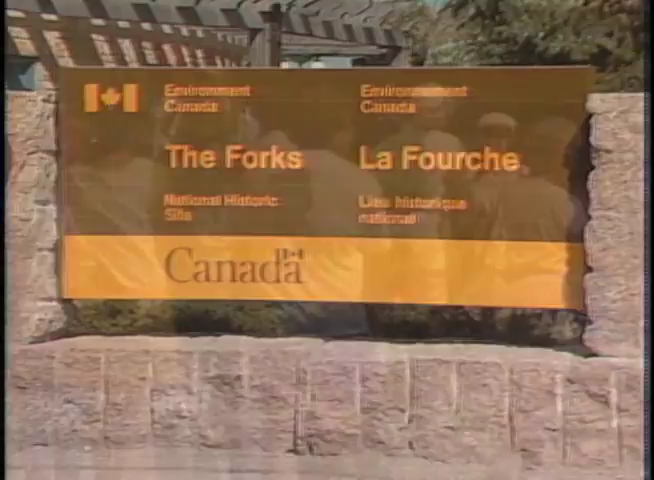 Environment
Canada
The Forks
National Historic
Site
Environnement
Canada
La Fourche
Lieu historique
national
Canada